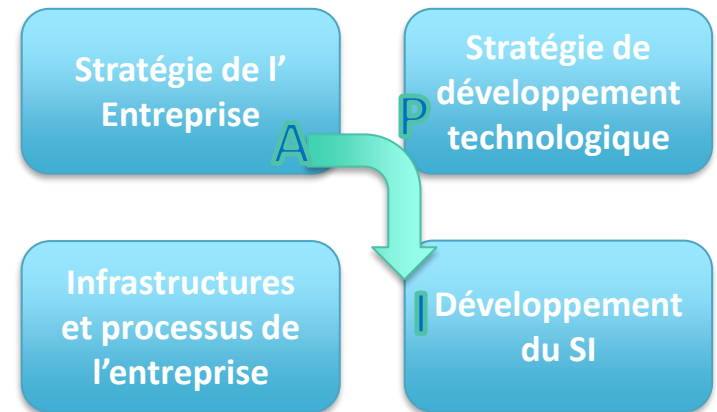 Stratégie de l'
Entreprise
A
Stratégie de
développement
technologique
P
Infrastructures
et processus de
l’entreprise
Développement
du SI
I